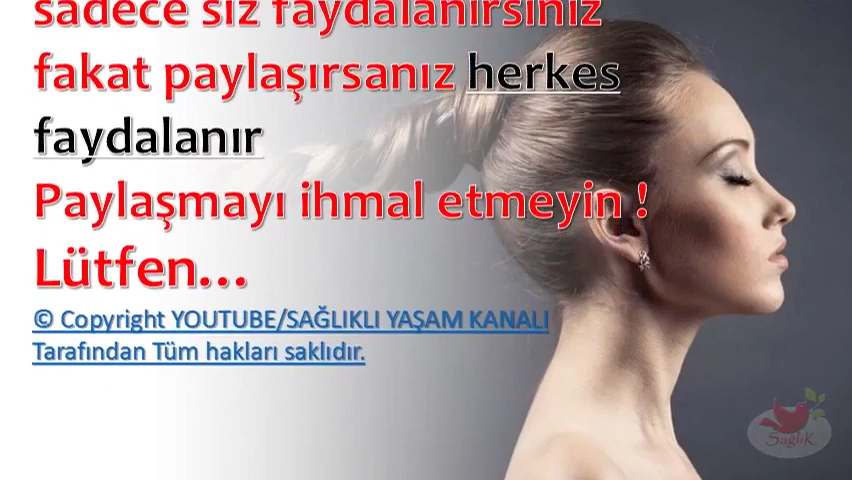 sadece siz faydalanırsınız
fakat paylaşırsanız herkes
faydalanır
Paylaşmayı ihmal etmeyin !
Lütfen...
© Copyright YOUTUBE/SAĞLIKLI YAŞAM KANALI
Tarafından Tüm hakları saklıdır.
Sağlık